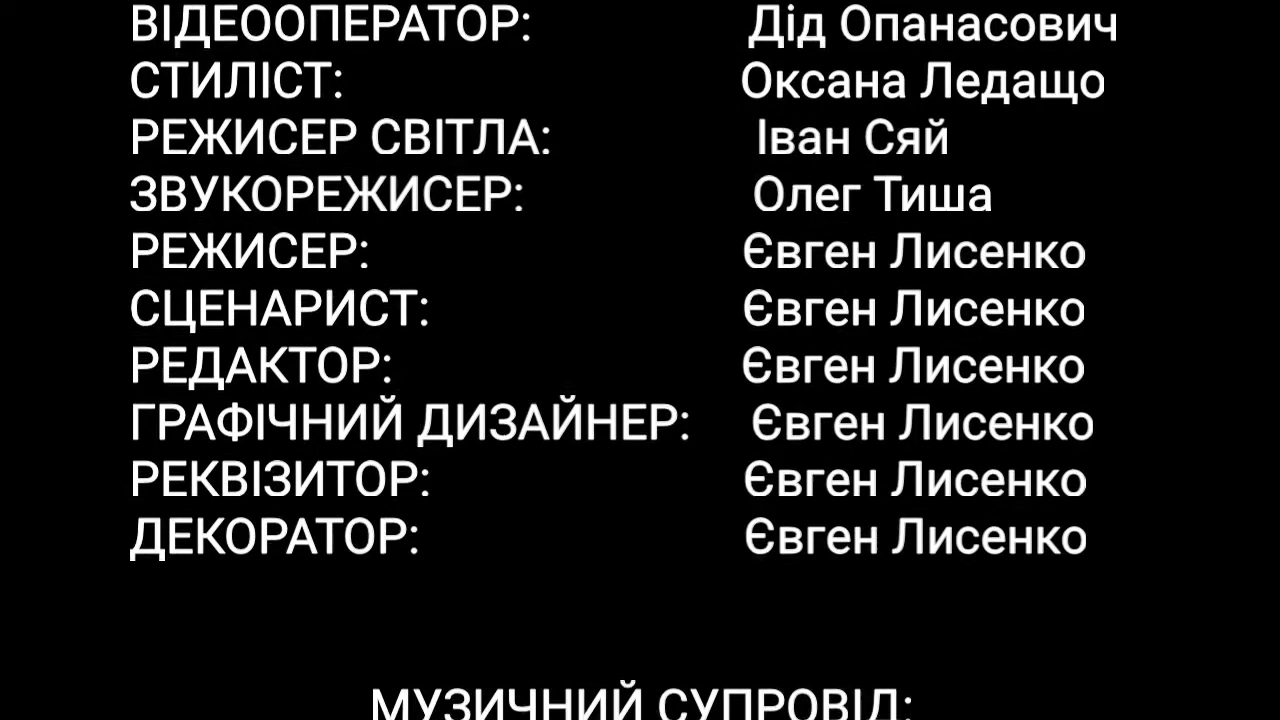 ВІДЕООПЕРАТОР: Дід Опанасович
СТИЛІСТ: Оксана Ледащо
РЕЖИСЕР СВІТЛА: Іван Сяй
ЗВУКОРЕЖИСЕР: Олег Тиша
РЕЖИСЕР: Євген Лисенко
СЦЕНАРИСТ: Євген Лисенко
РЕДАКТОР: Євген Лисенко
ГРАФІЧНИЙ ДИЗАЙНЕР: Євген Лисенко
РЕКВІЗИТОР: Євген Лисенко
ДЕКОРАТОР: Євген Лисенко
МУЗИЧНИЙ СУПРОВІД: